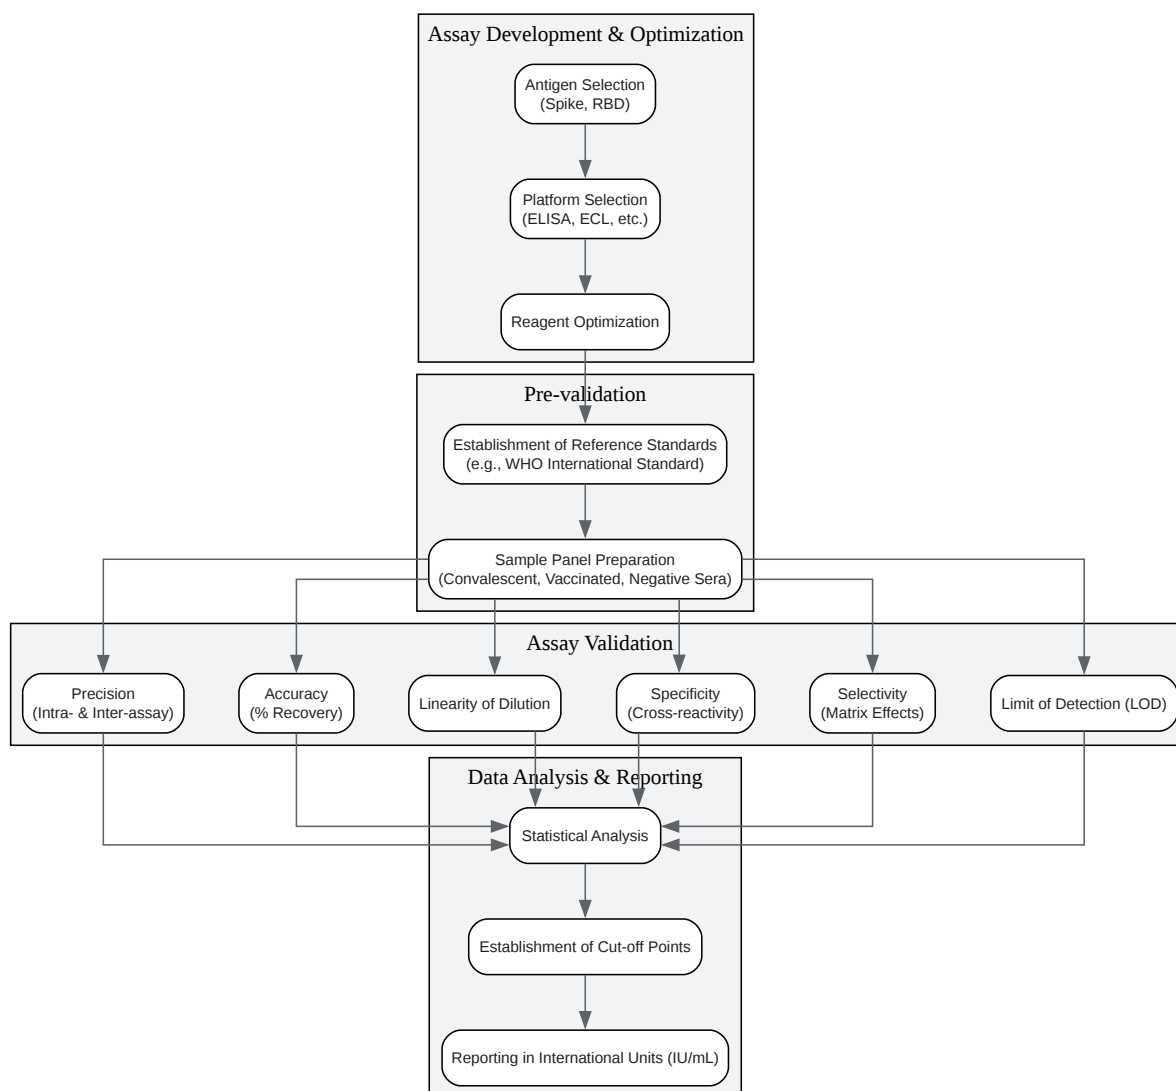 Assay Development & Optimization
Antigen Selection
(Spike, RBD)
Platform Selection
(ELISA, ECL, etc.)
Reagent Optimization
Pre-validation
Establishment of Reference Standards
(e.g., WHO International Standard)
Sample Panel Preparation
(Convalescent, Vaccinated, Negative Sera)
Assay Validation
Precision
(Intra- & Inter-assay)
Accuracy
(% Recovery)
Linearity of Dilution
Specificity
(Cross-reactivity)
Selectivity
(Matrix Effects)
Limit of Detection (LOD)
Data Analysis & Reporting
Statistical Analysis
Establishment of Cut-off Points
Reporting in International Units (IU/mL)